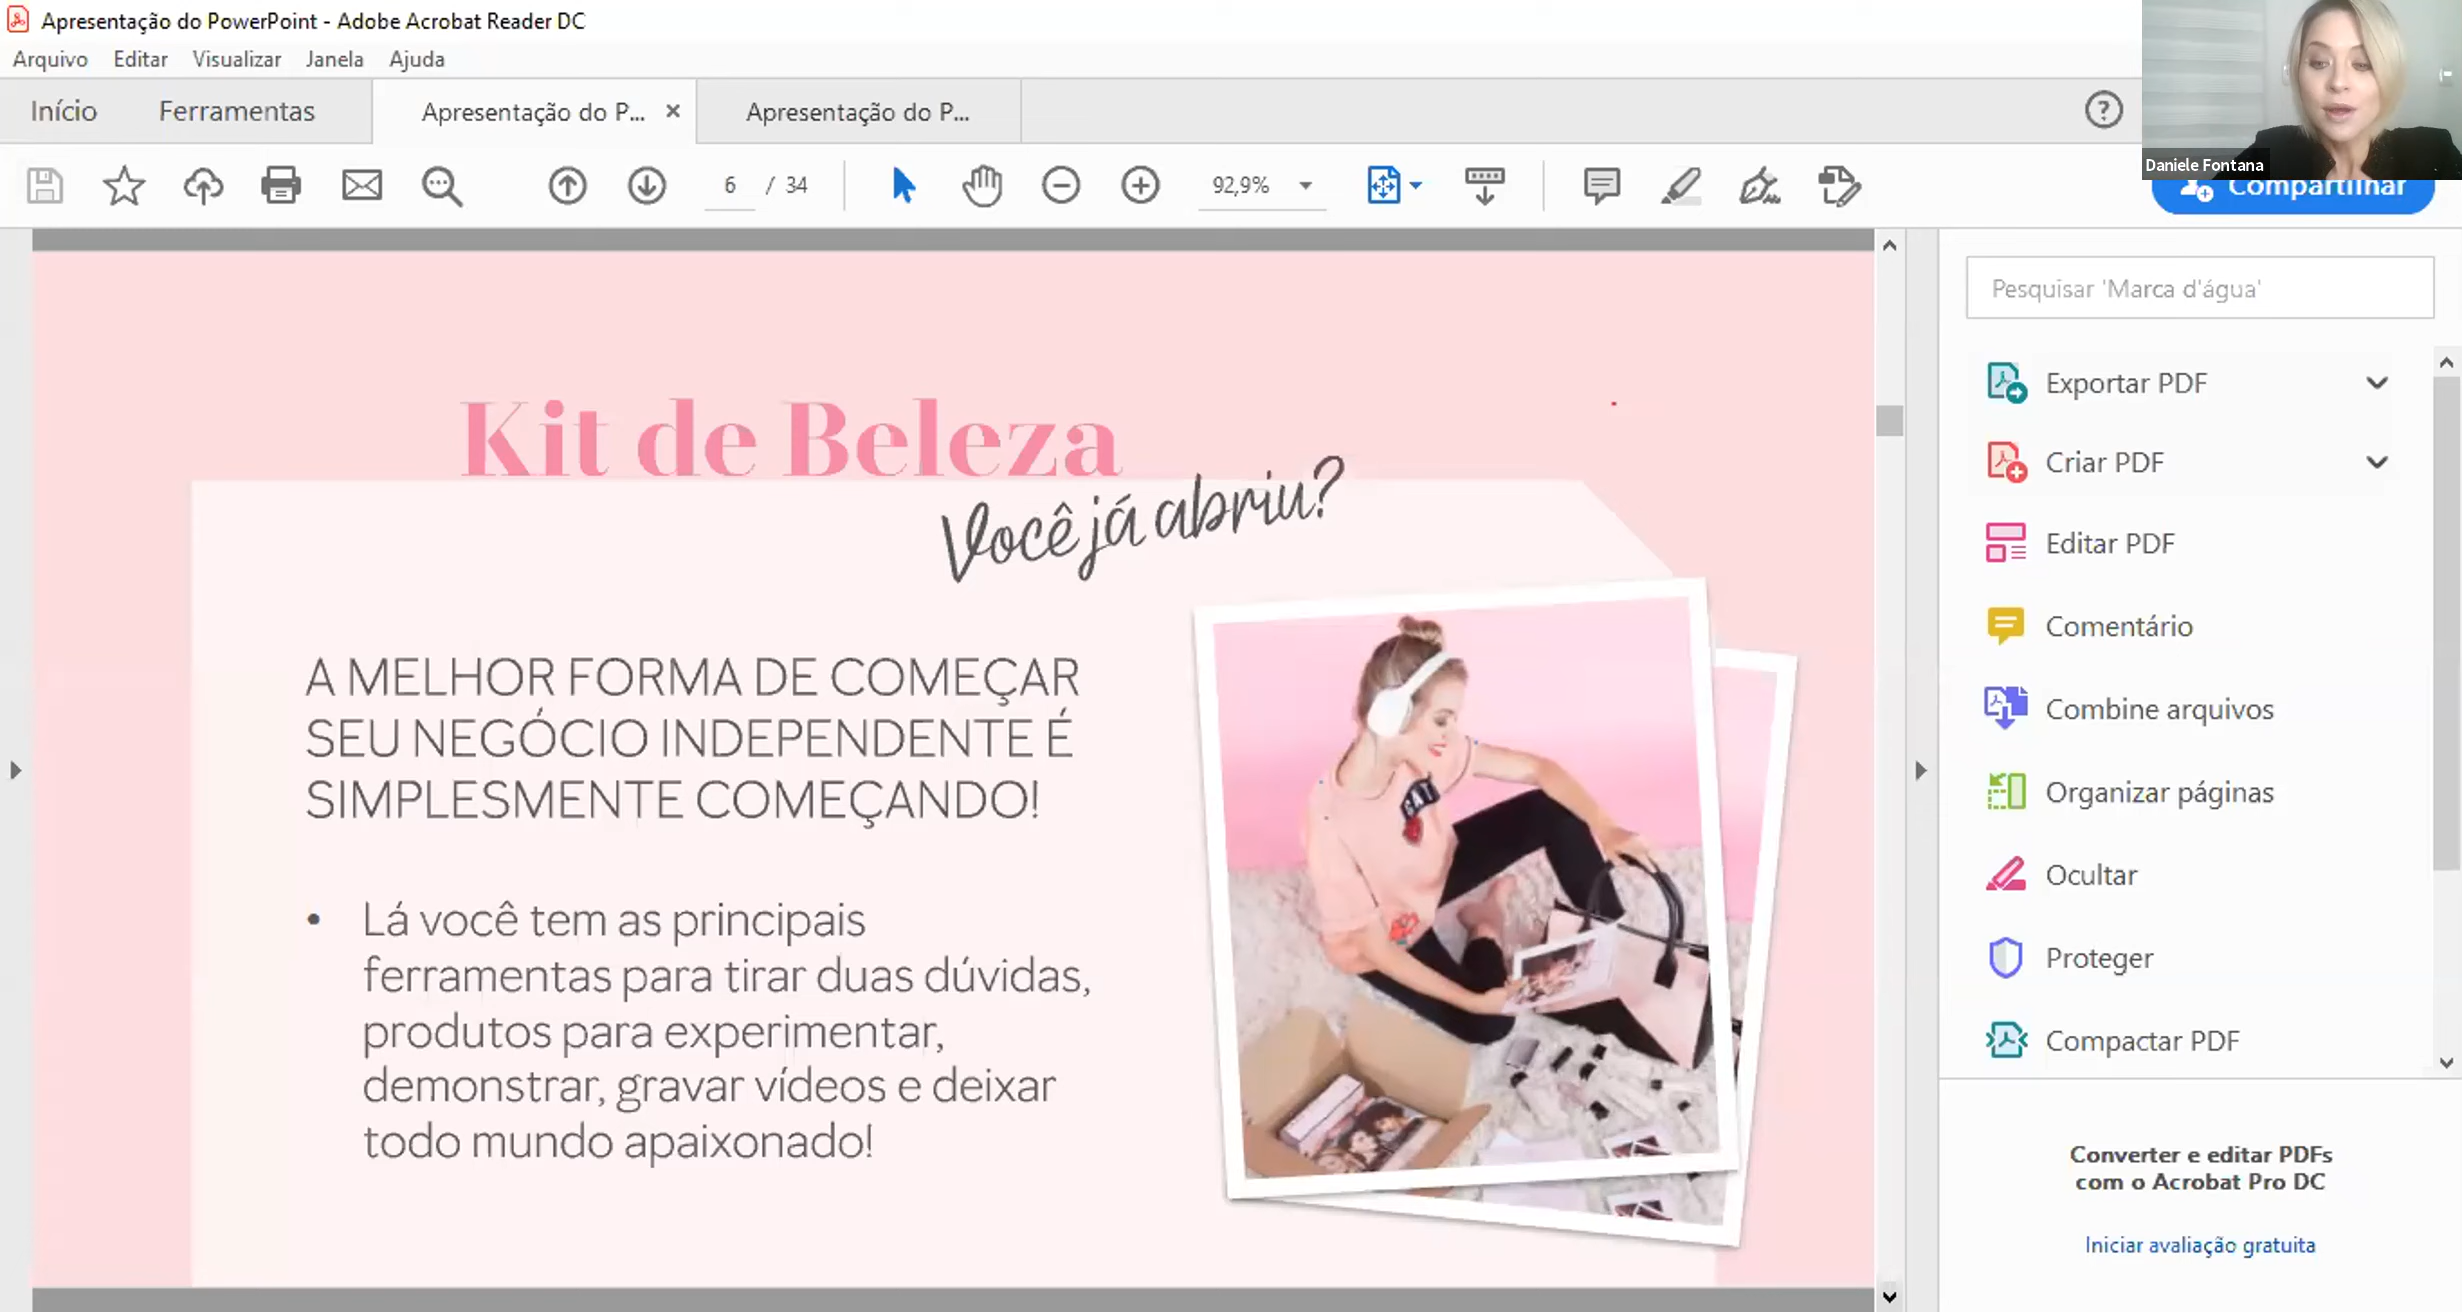 Apresentação do PowerPoint - Adobe Acrobat Reader DC
Arquivo Editar Visualizar Janela Ajuda
Início Ferramentas Apresentação do P... × Apresentação do P...
6 / 34 92,9%
Daniele Fontana
Compartilhar
Kit de Beleza
Você já abriu?
A MELHOR FORMA DE COMEÇAR
SEU NEGÓCIO INDEPENDENTE É
SIMPLESMENTE COMEÇANDO!
• Lá você tem as principais
ferramentas para tirar duas dúvidas,
produtos para experimentar,
demonstrar, gravar vídeos e deixar
todo mundo apaixonado!
Pesquisar 'Marca d'água'
Exportar PDF
Criar PDF
Editar PDF
Comentário
Combine arquivos
Organizar páginas
Ocultar
Proteger
Compactar PDF
Converter e editar PDFs
com o Acrobat Pro DC
Iniciar avaliação gratuita